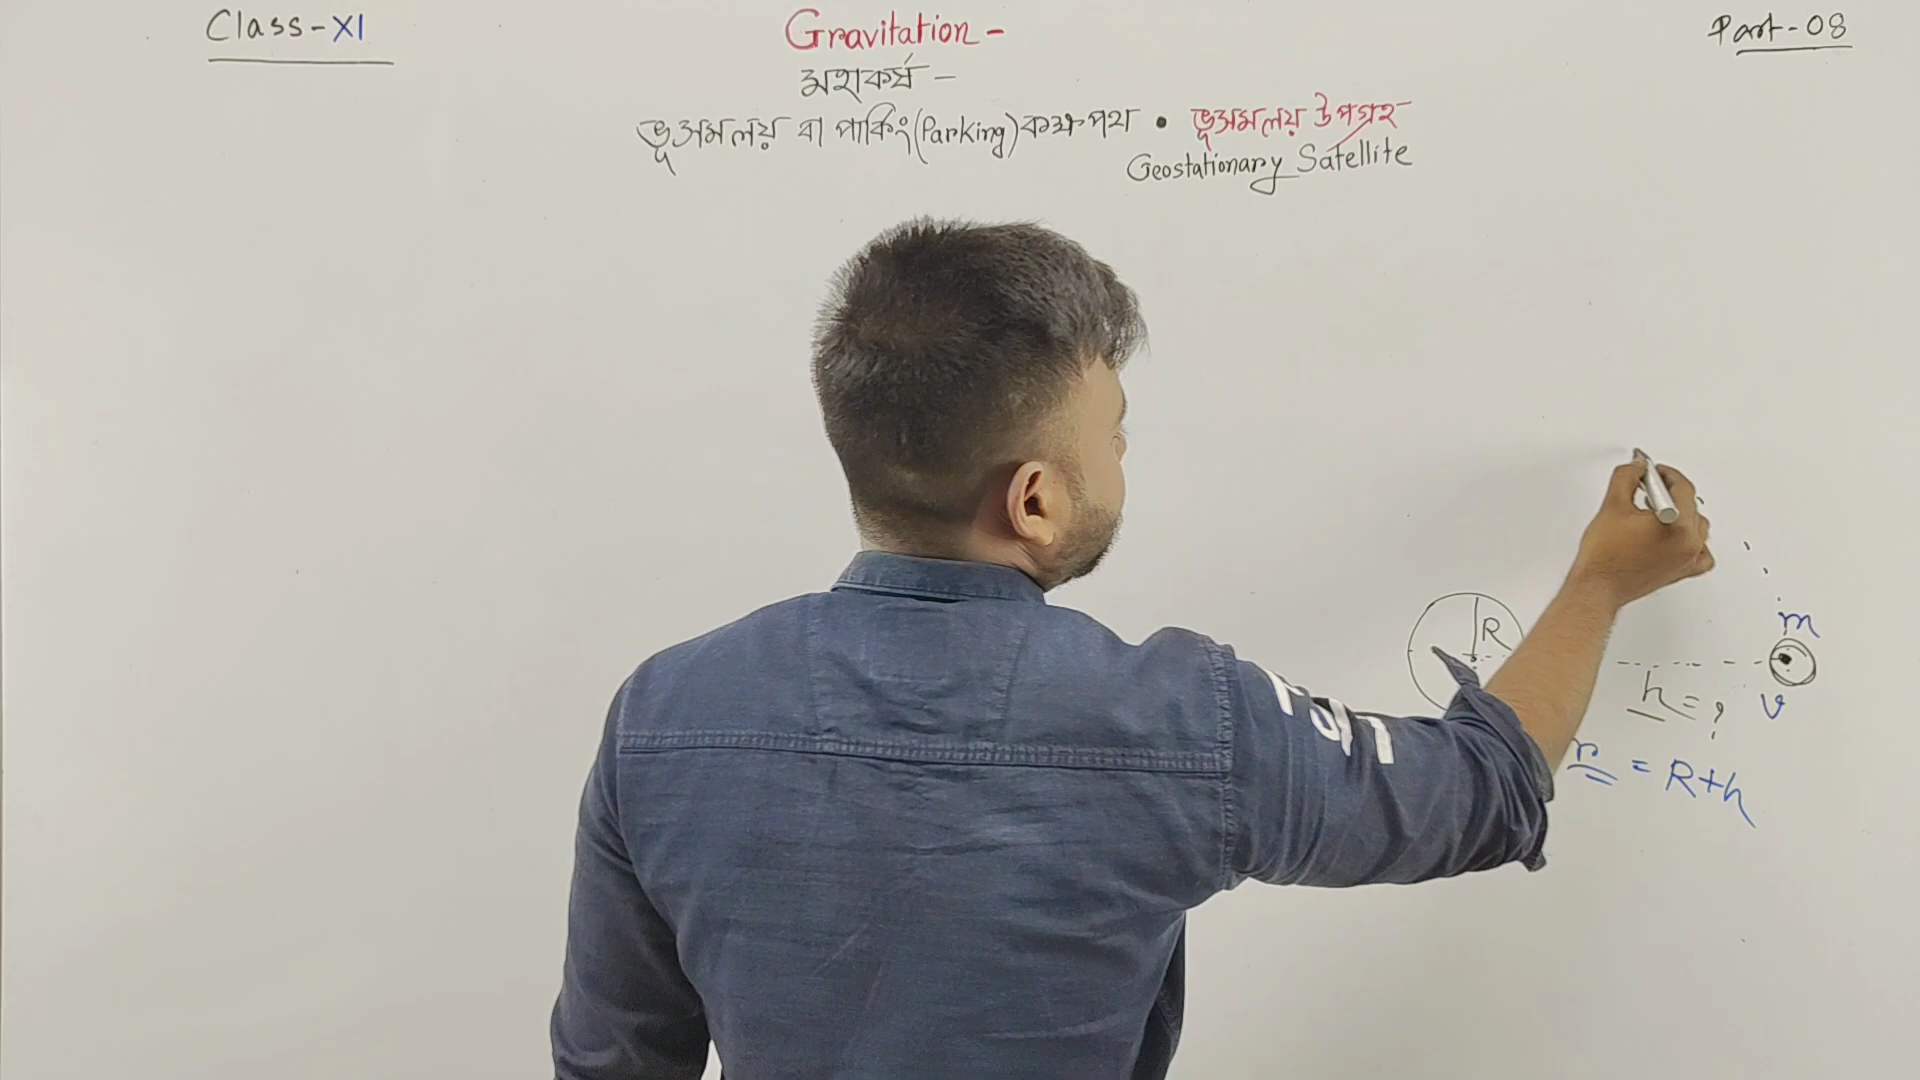 Class-XI
Gravitation -
Part-08
মহাকর্ষ -
ভূসমলয় বা পার্কিং(Parking)কক্ষপথ • ভূসমলয় উপগ্রহ
Geostationary Satellite
R
m
h = ?
v
r = R+h